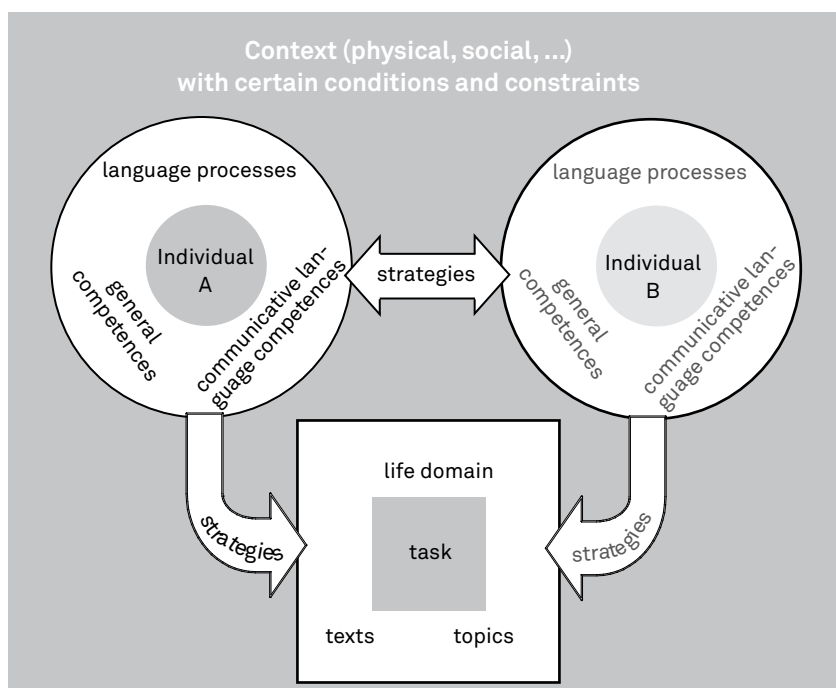 Context (physical, social, ...)
with certain conditions and constraints
language processes
Individual
A
general
competences
communicative lan-
guage competences
strategies
language processes
Individual
B
general
competences
communicative lan-
guage competences
strategies
life domain
task
texts
topics
strategies